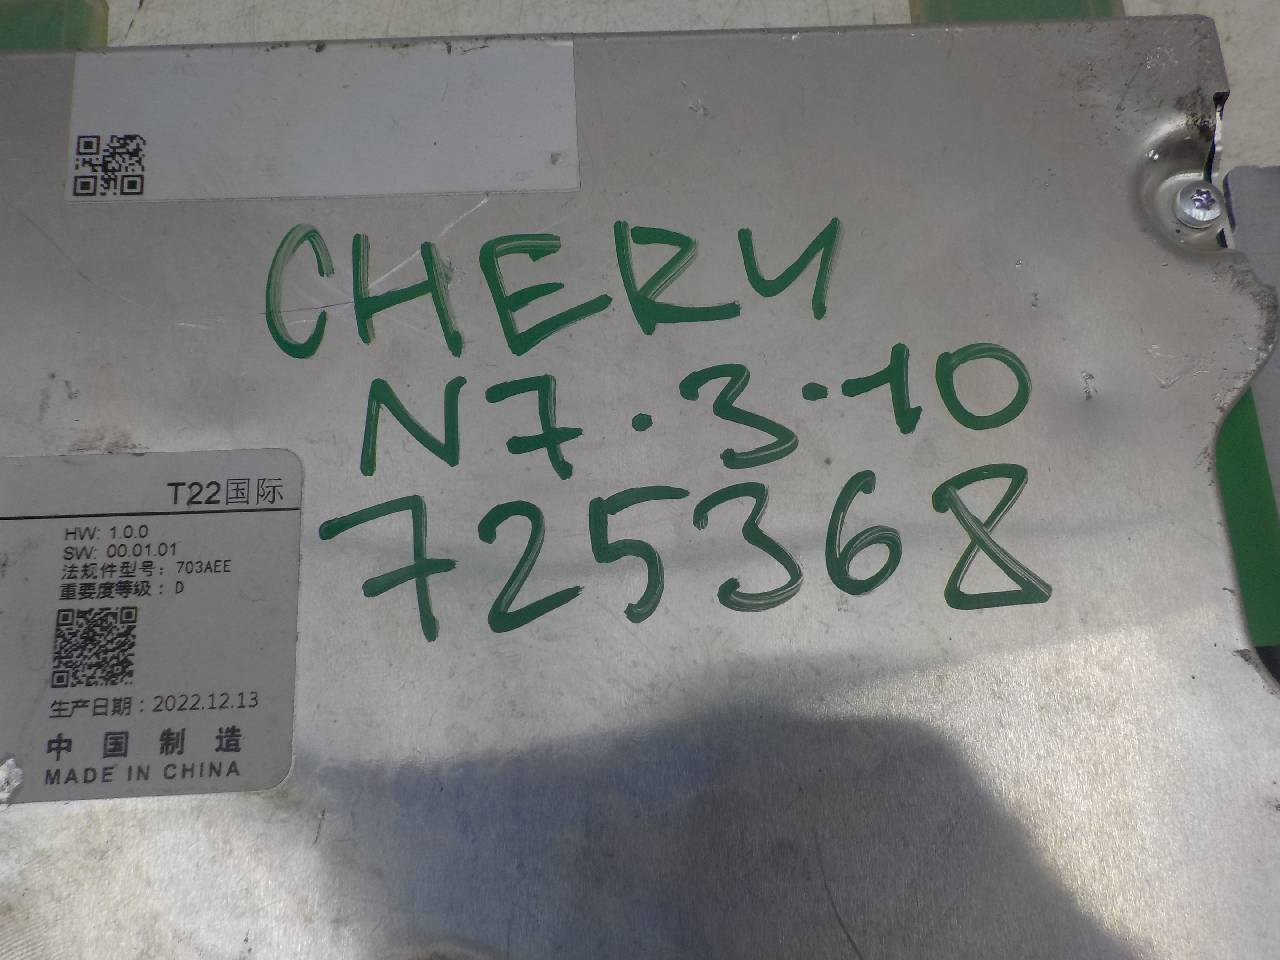 CHERY
N7·3·10
725368
T22国际
HW: 1.0.0
SW: 00.01.01
法规件型号: 703AEE
重要度等级: D
生产日期: 2022.12.13
中国制造
MADE IN CHINA